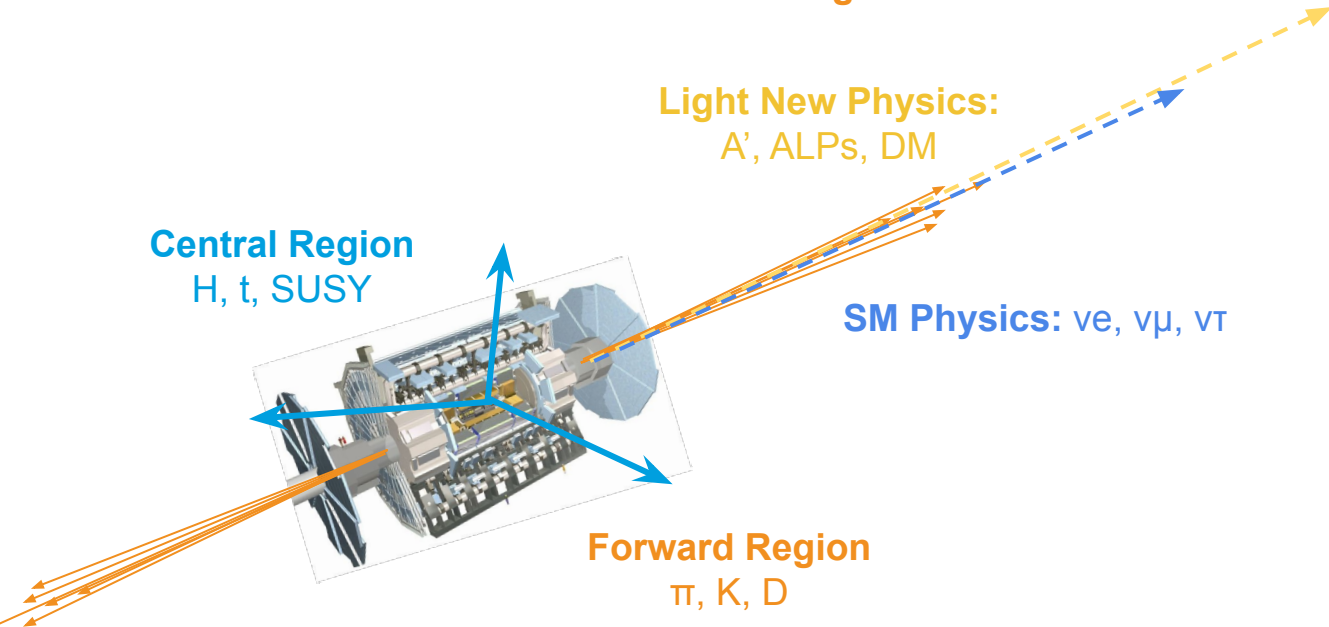 Light New Physics:
A’, ALPs, DM
Central Region
H, t, SUSY
SM Physics: νe, νμ, ντ
Forward Region
π, K, D